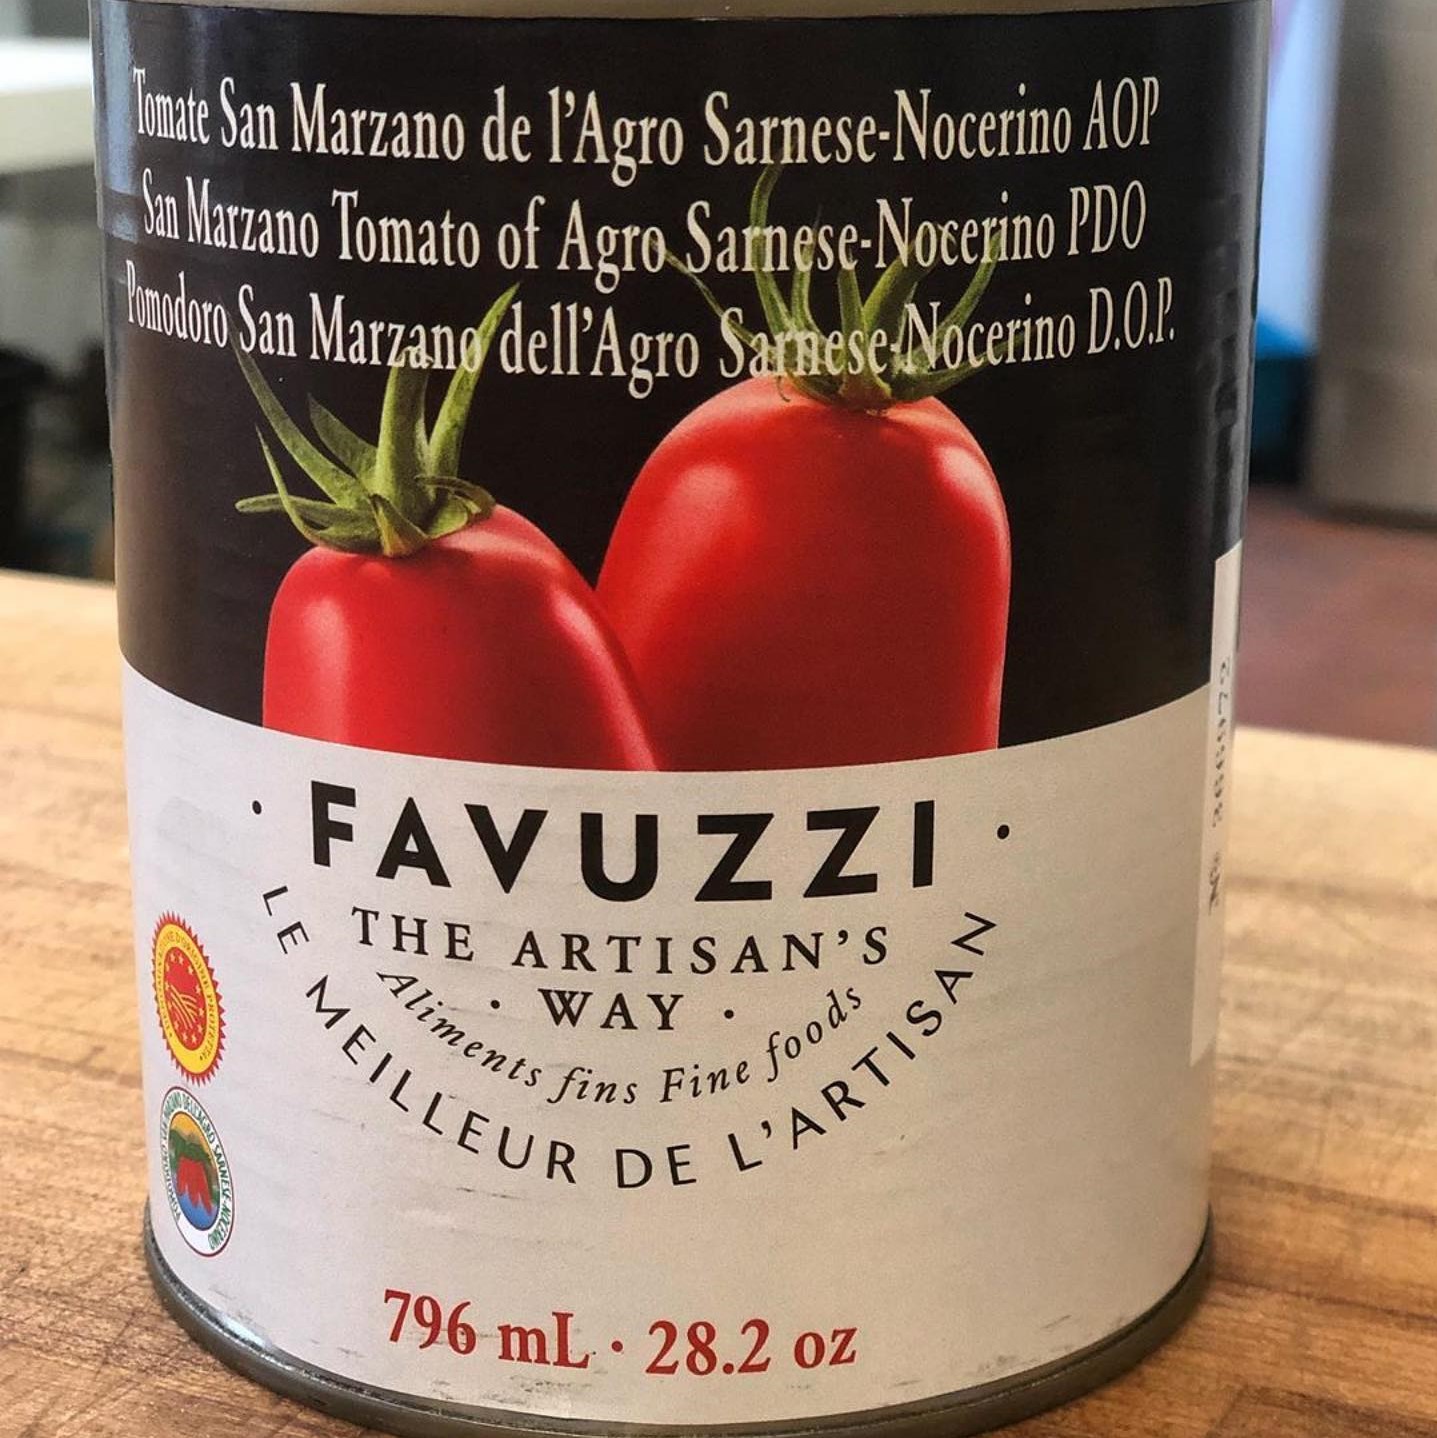 Tomate San Marzano de l'Agro Sarnese-Nocerino AOP
San Marzano Tomato of Agro Sarnese-Nocerino PDO
Pomodoro San Marzano dell'Agro Sarnese-Nocerino D.O.P.
· FAVUZZI ·
THE ARTISAN'S
· WAY ·
Aliments fins Fine foods
LE MEILLEUR DE L'ARTISAN
796 mL · 28.2 oz